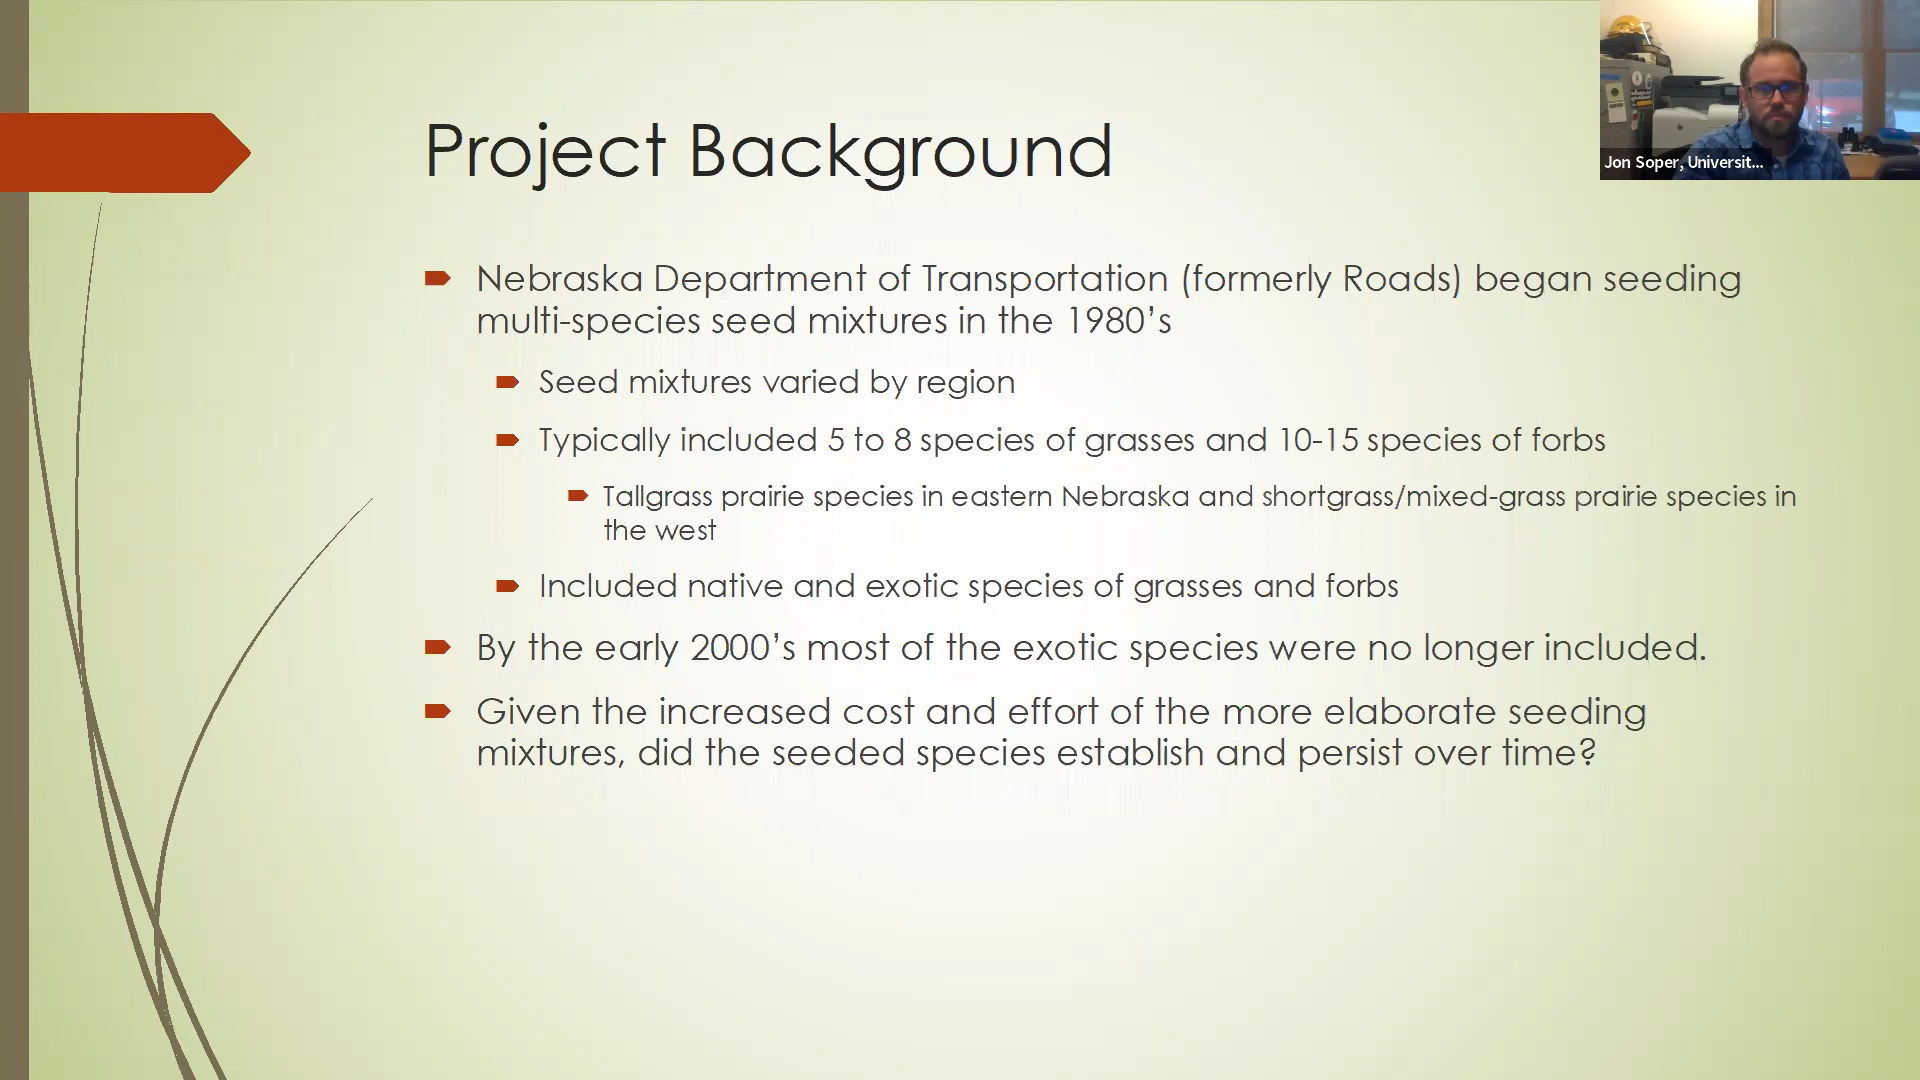 Project Background
Jon Soper, Universit...
Nebraska Department of Transportation (formerly Roads) began seeding
multi-species seed mixtures in the 1980’s
Seed mixtures varied by region
Typically included 5 to 8 species of grasses and 10-15 species of forbs
Tallgrass prairie species in eastern Nebraska and shortgrass/mixed-grass prairie species in
the west
Included native and exotic species of grasses and forbs
By the early 2000’s most of the exotic species were no longer included.
Given the increased cost and effort of the more elaborate seeding
mixtures, did the seeded species establish and persist over time?